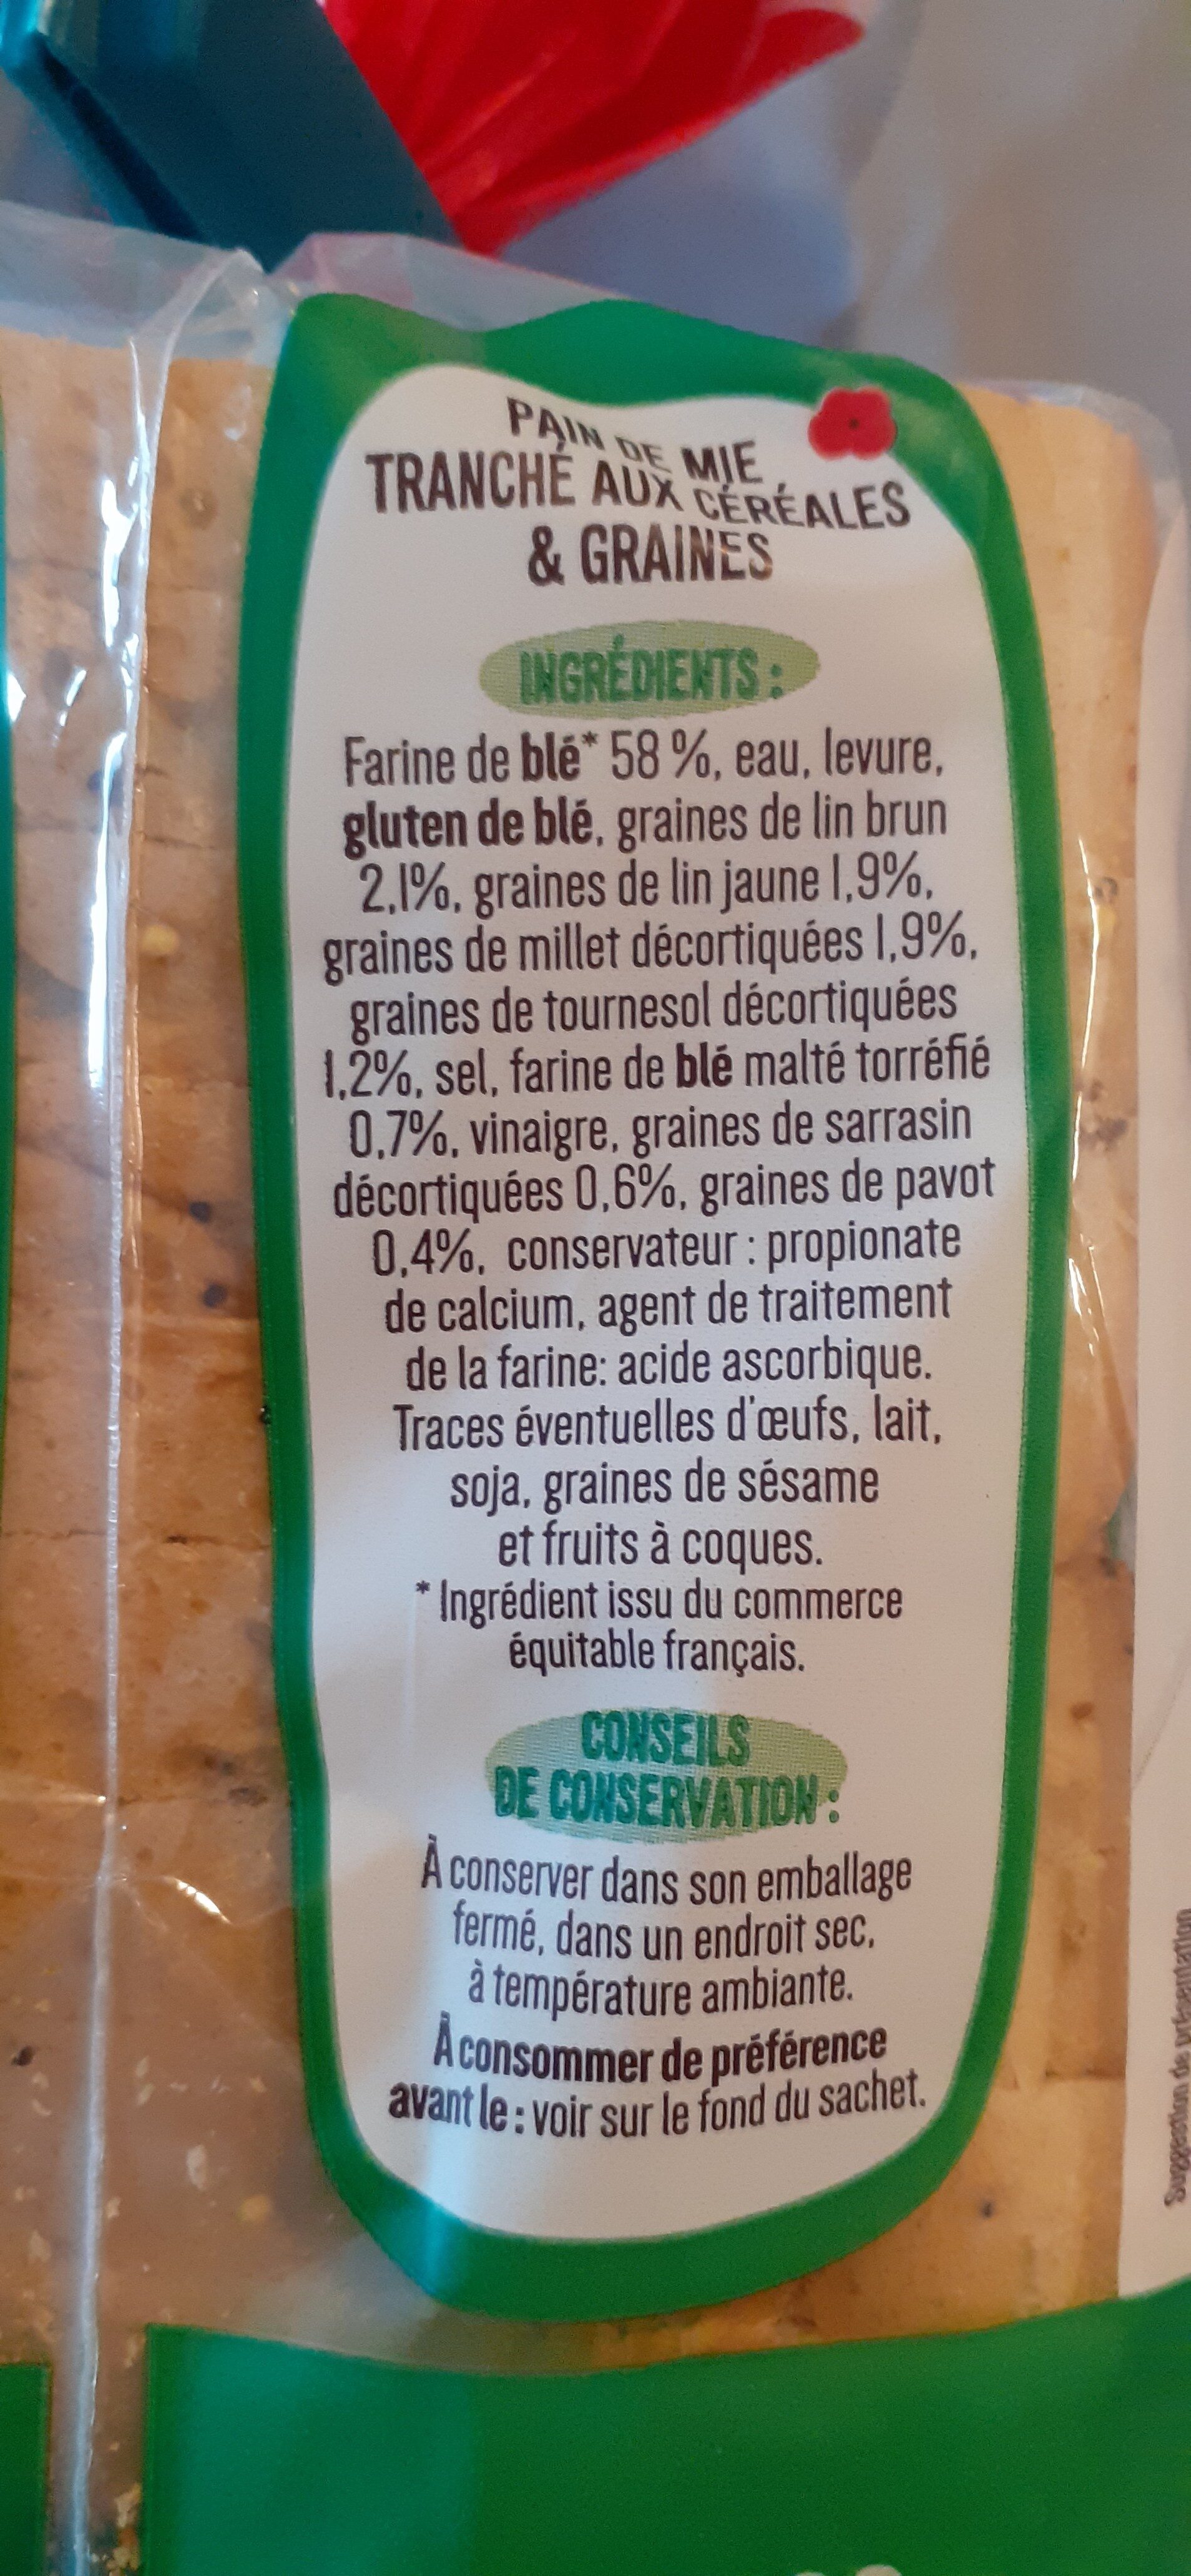 PAIN DE MIE
TRANCHÉ AUX CÉRÉALES
& GRAINES
INGRÉDIENTS :
Farine de blé* 58 %, eau, levure,
gluten de blé, graines de lin brun
2,1%, graines de lin jaune 1,9%,
graines de millet décortiquées 1,9%,
graines de tournesol décortiquées
1,2%, sel, farine de blé malté torréfié
0,7%, vinaigre, graines de sarrasin
décortiquées 0,6%, graines de pavot
0,4%, conservateur : propionate
de calcium, agent de traitement
de la farine: acide ascorbique.
Traces éventuelles d'œufs, lait,
soja, graines de sésame
et fruits à coques.
* Ingrédient issu du commerce
équitable français.
CONSEILS
DE CONSERVATION :
À conserver dans son emballage
fermé, dans un endroit sec,
à température ambiante.
À consommer de préférence
avant le : voir sur le fond du sachet.
Suggestion de présentation